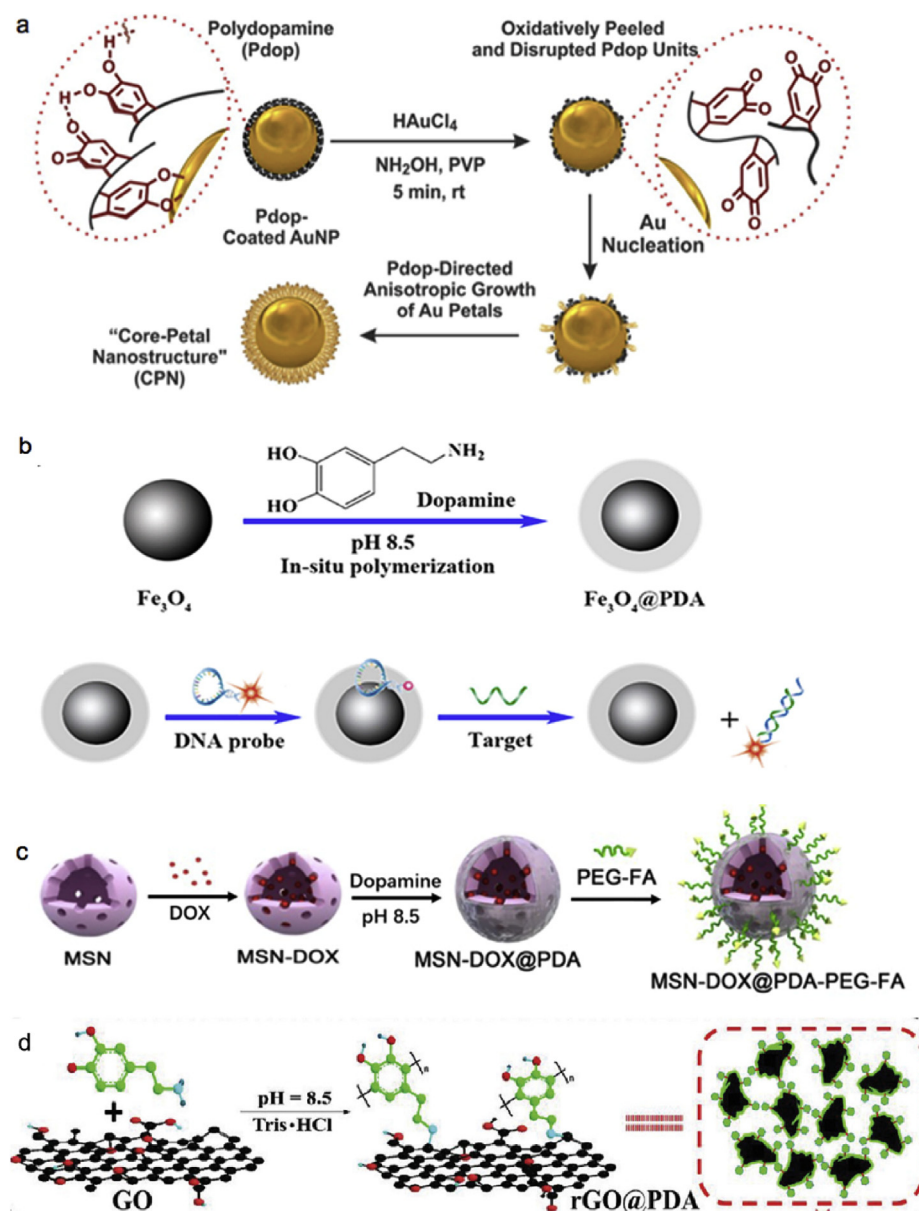 a
Polydopamine
(Pdop)
Oxidatively Peeled
and Disrupted Pdop Units
H
O
H
O
O
O
O
O
HAuCl4
NH2OH, PVP
5 min, rt
O
O
O
O
O
O
Pdop-
Coated AuNP
Au
Nucleation
Pdop-Directed
Anisotropic Growth
of Au Petals
"Core-Petal
Nanostructure"
(CPN)
b
HO
HO
NH2
Dopamine
pH 8.5
In-situ polymerization
Fe3O4
Fe3O4@PDA
DNA probe
Target
+
c
DOX
Dopamine
pH 8.5
PEG-FA
MSN
MSN-DOX
MSN-DOX@PDA
MSN-DOX@PDA-PEG-FA
d
+
pH = 8.5
Tris·HCl
n
n
GO
rGO@PDA